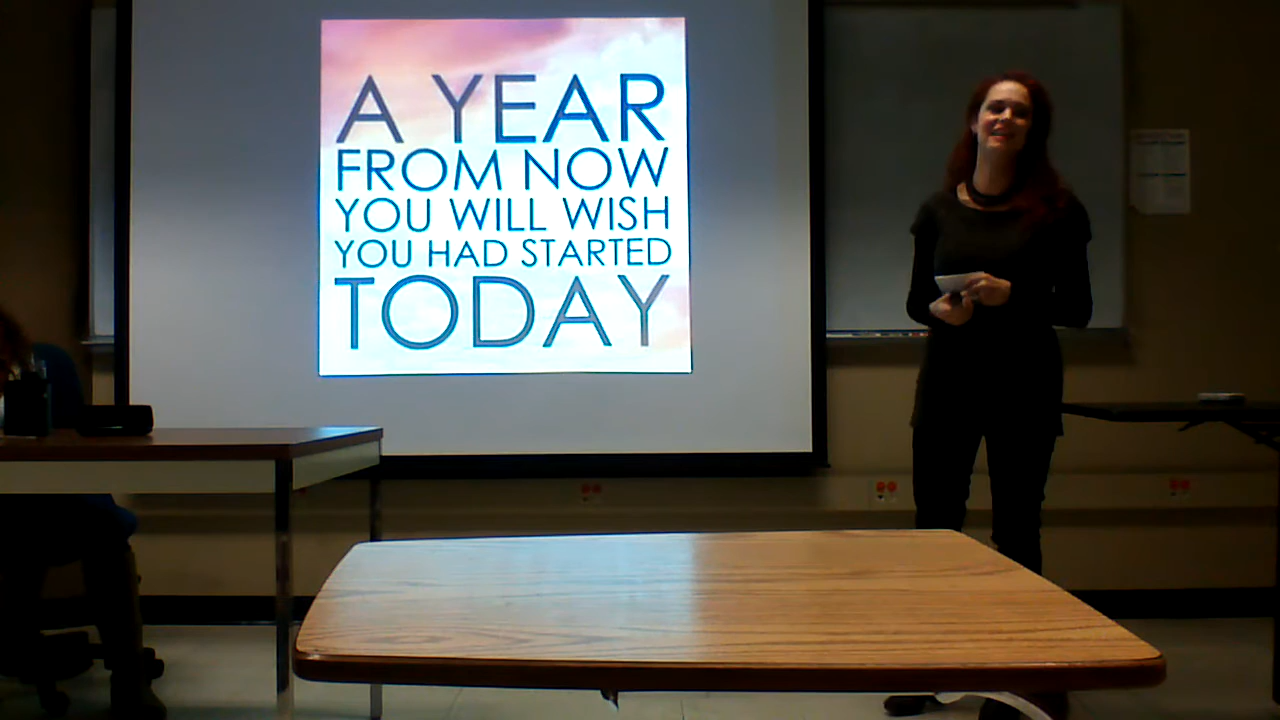 A YEAR
FROM NOW
YOU WILL WISH
YOU HAD STARTED
TODAY